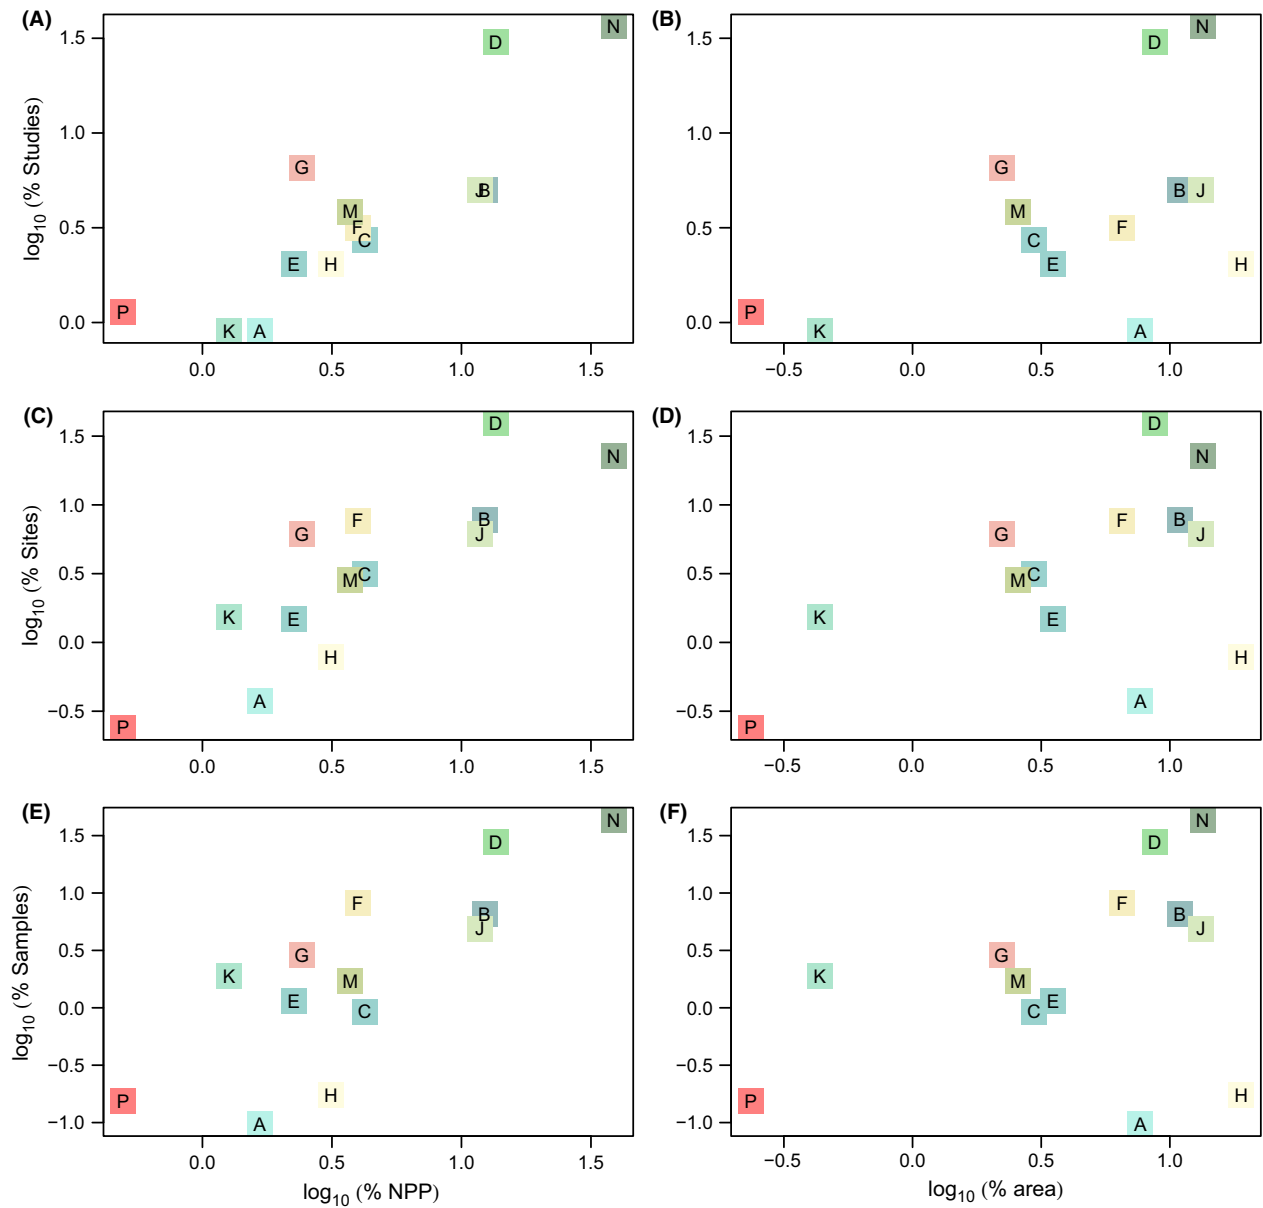 (A) (B)
1.5 D N 1.5 D N
log10 (% Studies)
1.0 G 1.0 G
M JB M B J
0.5 F C 0.5 C F
E H E H
0.0 P K A 0.0 P K A
0.0 0.5 1.0 1.5 −0.5 0.0 0.5 1.0
(C) (D)
1.5 D N 1.5 D N
log10 (% Sites)
1.0 G F B J 1.0 G F B J
0.5 M C 0.5 M C
K E K E
0.0 H 0.0 H
−0.5 P A −0.5 P A
0.0 0.5 1.0 1.5 −0.5 0.0 0.5 1.0
(E) (F)
1.5 D N 1.5 D N
log10 (% Samples)
1.0 F B J 1.0 F B J
0.5 G 0.5 G
K M K M
0.0 E C 0.0 C E
−0.5 −0.5
P H P H
−1.0 A −1.0 A
0.0 0.5 1.0 1.5 −0.5 0.0 0.5 1.0
log10 (% NPP) log10 (% area)